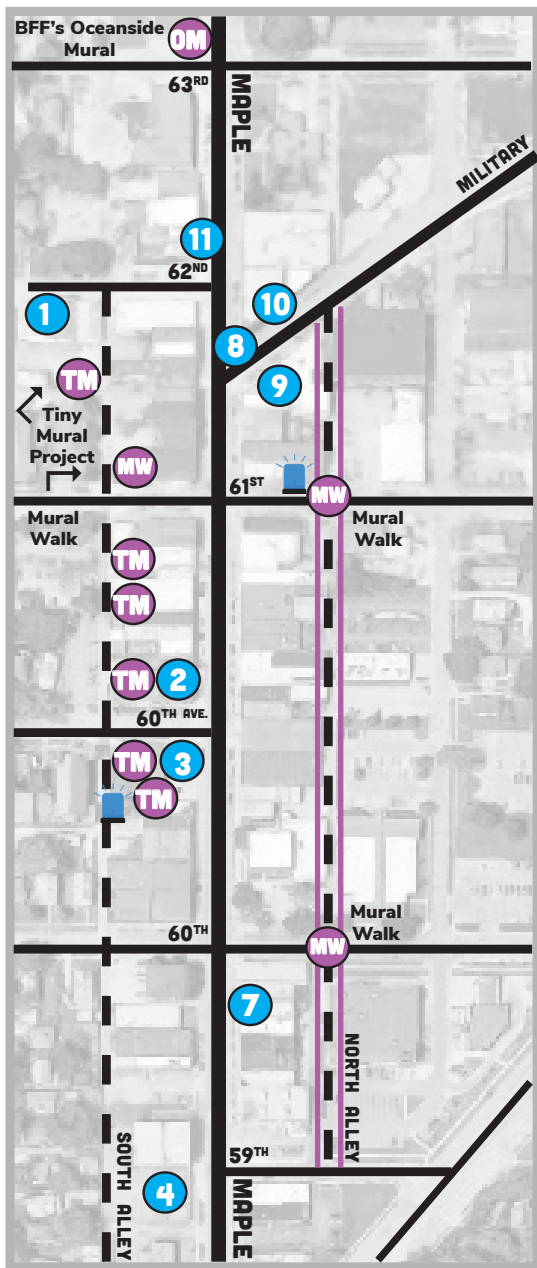 BFF's Oceanside
Mural
OM
63RD
MAPLE
MILITARY
11
62ND
10
1
8
TM
9
Tiny
Mural
Project
MW
61ST
MW
Mural
Walk
Mural
Walk
TM
TM
TM
2
60TH AVE.
TM
3
TM
Mural
Walk
60TH
MW
7
NORTH ALLEY
SOUTH ALLEY
59TH
4
MAPLE